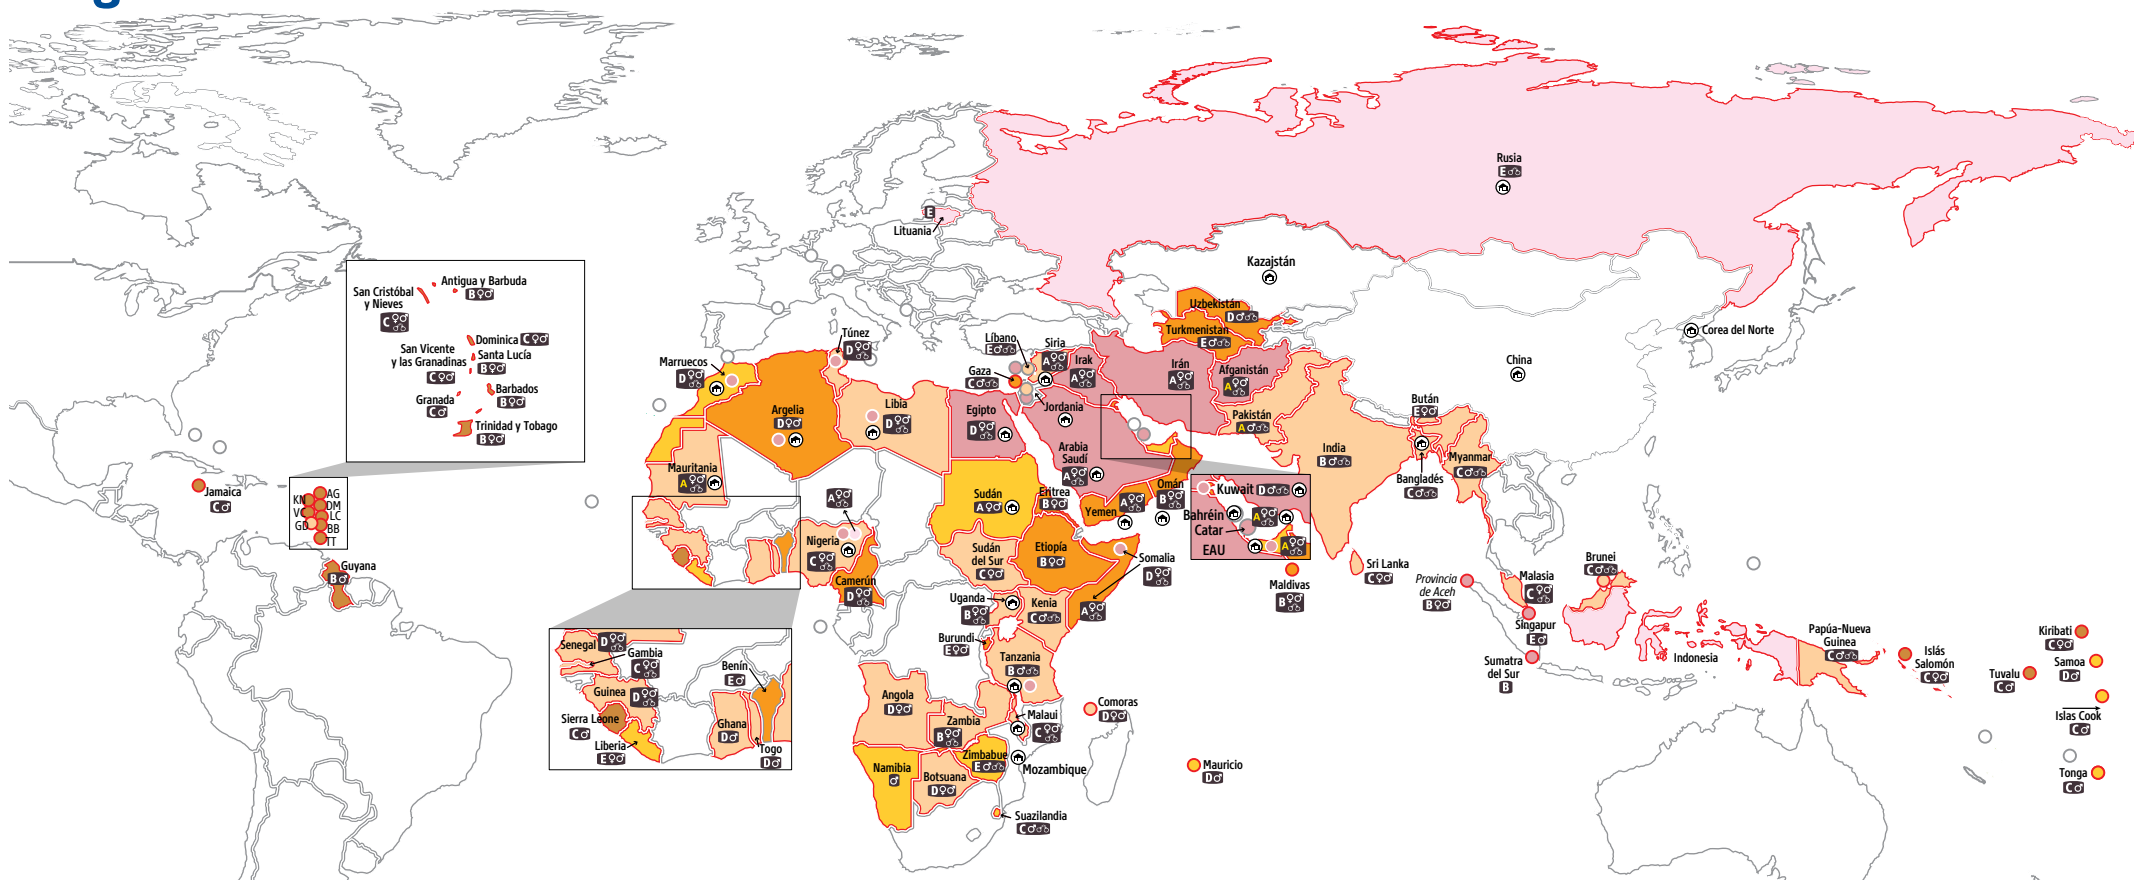 Rusia
E
E
Lituania
Kazajstán
Antigua y Barbuda
B
San Cristóbal
y Nieves
C
Dominica C
San Vicente
y las Granadinas
C
Santa Lucía
B
Barbados
B
Granada
C
Trinidad y Tobago
B
Uzbekistán
D
Turkmenistán
E
Corea del Norte
China
Túnez
D
Líbano
E
Siria
A
Irak
A
Irán
A
Afganistán
A
Marruecos
D
Gaza
C
Jordania
Argelia
D
Libia
D
Egipto
D
Pakistán
A
Bután
E
India
B
Myanmar
C
Bangladés
C
Arabia
Saudí
A
Mauritania
A
Jamaica
C
KN
AG
DM
VC
LC
GD
BB
TT
Guyana
B
A
Nigeria
C
Camerún
D
Sudán
A
Eritrea
B
Yemen
A
Omán
B
Kuwait D
Bahréin
Catar
A
EAU
A
Sudán
del Sur
C
Etiopía
B
Somalia
D
A
Maldivas
B
Sri Lanka
C
Provincia
de Aceh
B
Brunei
C
Malasia
C
Singapur
E
Sumatra
del Sur
B
Indonesia
Papúa-Nueva
Guinea
C
Islas
Salomón
C
Kiribati
C
Tuvalu
C
Samoa
D
Islas Cook
C
Tonga
C
Uganda
B
Kenia
C
Burundi
E
Tanzania
B
Senegal
D
Gambia
C
Guinea
D
Sierra Leone
C
Liberia
E
Benín
E
Ghana
D
Togo
D
Angola
D
Zambia
B
Malaui
C
Comoras
D
Zimbabue
E
Mozambique
Namibia
Botsuana
D
Mauricio
D
Suazilandia
C